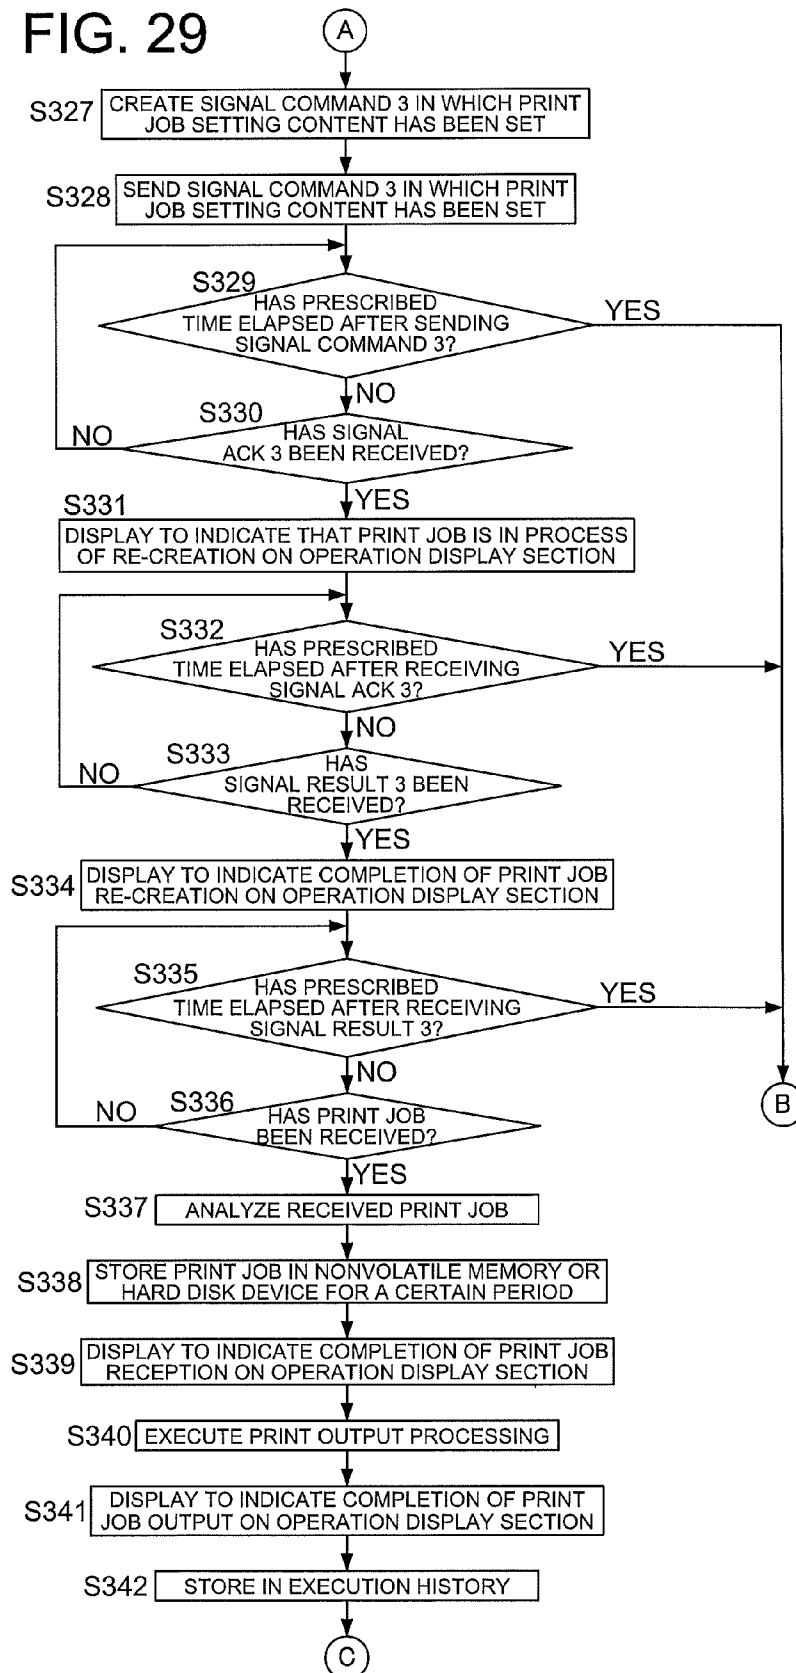 FIG. 29
A
S327
CREATE SIGNAL COMMAND 3 IN WHICH PRINT
JOB SETTING CONTENT HAS BEEN SET
S328
SEND SIGNAL COMMAND 3 IN WHICH PRINT
JOB SETTING CONTENT HAS BEEN SET
S329
HAS PRESCRIBED
TIME ELAPSED AFTER SENDING
SIGNAL COMMAND 3?
YES
NO
S330
HAS SIGNAL
ACK 3 BEEN RECEIVED?
NO
YES
S331
DISPLAY TO INDICATE THAT PRINT JOB IS IN PROCESS
OF RE-CREATION ON OPERATION DISPLAY SECTION
S332
HAS PRESCRIBED
TIME ELAPSED AFTER RECEIVING
SIGNAL ACK 3?
YES
NO
S333
HAS
SIGNAL RESULT 3 BEEN
RECEIVED?
NO
YES
S334
DISPLAY TO INDICATE COMPLETION OF PRINT JOB
RE-CREATION ON OPERATION DISPLAY SECTION
S335
HAS PRESCRIBED
TIME ELAPSED AFTER RECEIVING
SIGNAL RESULT 3?
YES
NO
B
S336
HAS PRINT JOB
BEEN RECEIVED?
NO
YES
S337
ANALYZE RECEIVED PRINT JOB
S338
STORE PRINT JOB IN NONVOLATILE MEMORY OR
HARD DISK DEVICE FOR A CERTAIN PERIOD
S339
DISPLAY TO INDICATE COMPLETION OF PRINT JOB
RECEPTION ON OPERATION DISPLAY SECTION
S340
EXECUTE PRINT OUTPUT PROCESSING
S341
DISPLAY TO INDICATE COMPLETION OF PRINT
JOB OUTPUT ON OPERATION DISPLAY SECTION
S342
STORE IN EXECUTION HISTORY
C